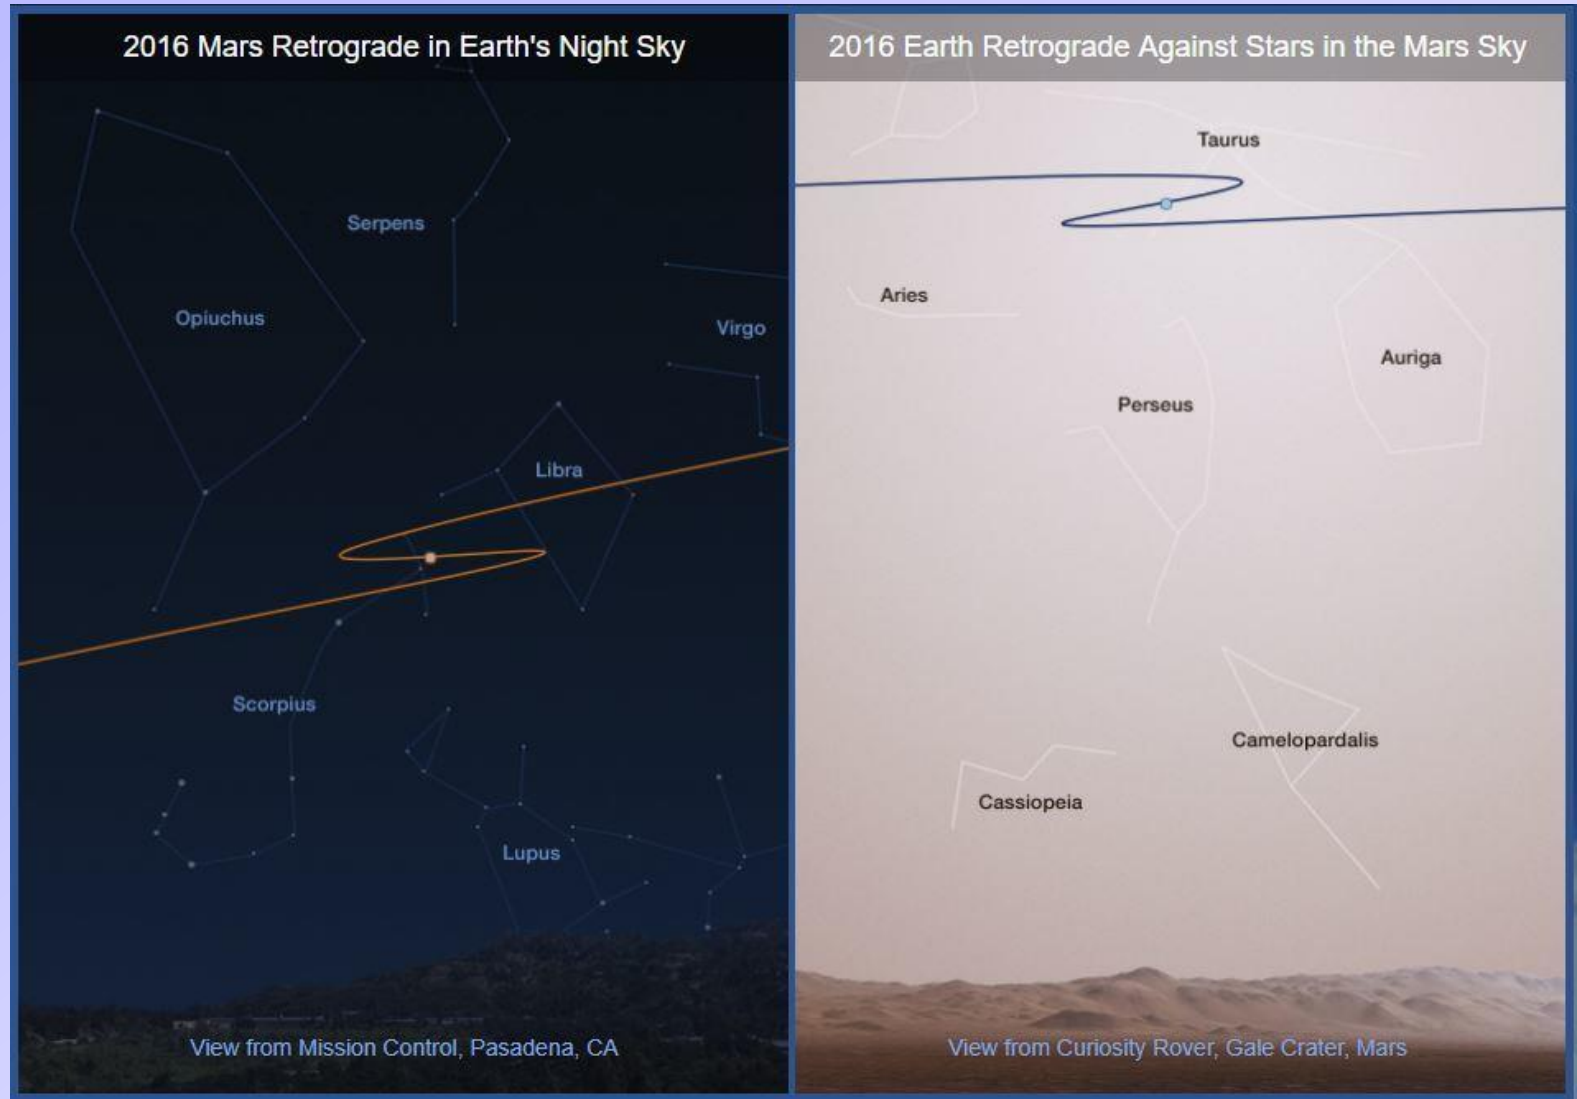 2016 Mars Retrograde in Earth's Night Sky
Serpens
Opiuchus
Virgo
Libra
Scorpius
Lupus
View from Mission Control, Pasadena, CA
2016 Earth Retrograde Against Stars in the Mars Sky
Taurus
Aries
Auriga
Perseus
Camelopardalis
Cassiopeia
View from Curiosity Rover, Gale Crater, Mars